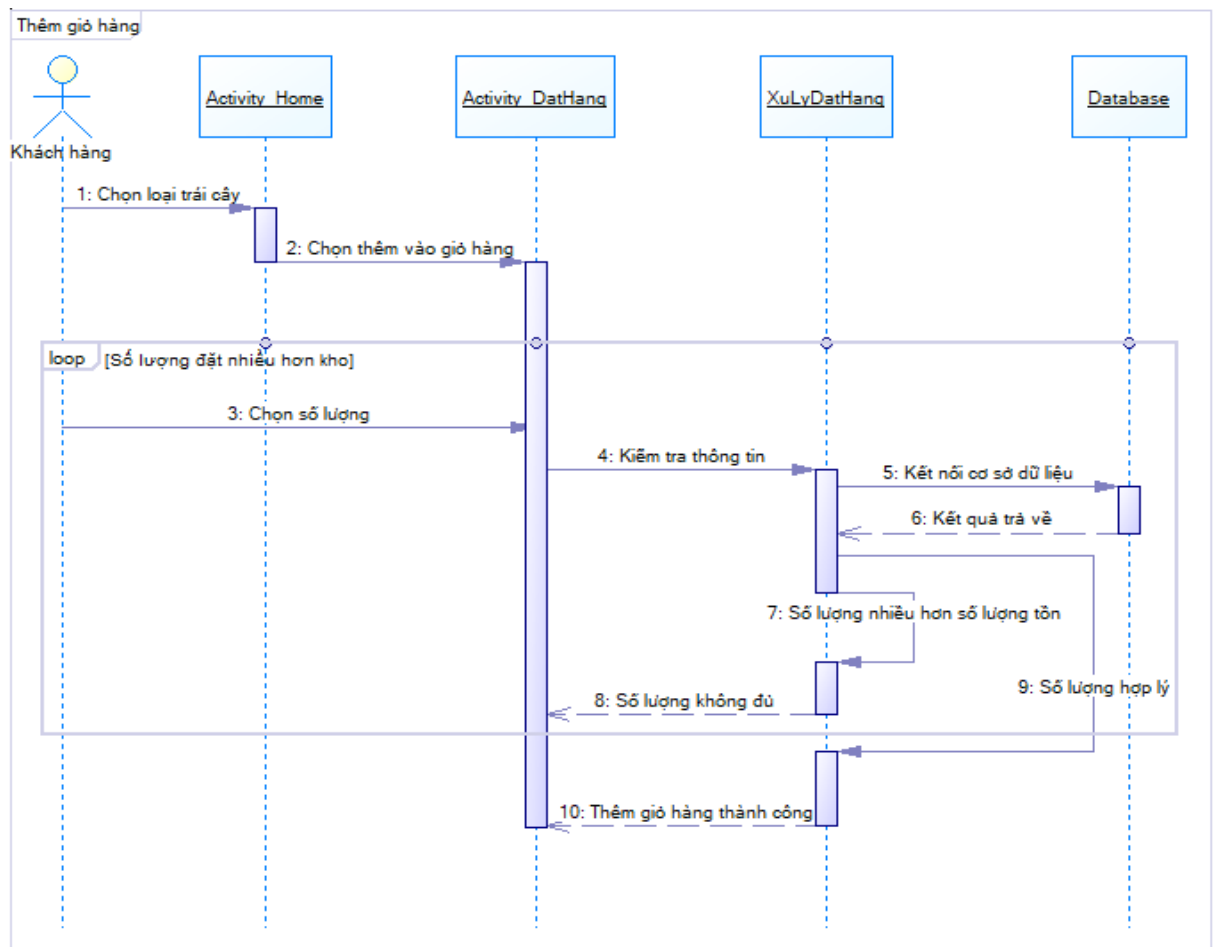 Thêm giỏ hàng
Khách hàng
Activity_Home
Activity_DatHang
XuLyDatHang
Database
1: Chọn loại trái cây
2: Chọn thêm vào giỏ hàng
loop [Số lượng đặt nhiều hơn kho]
3: Chọn số lượng
4: Kiểm tra thông tin
5: Kết nối cơ sở dữ liệu
6: Kết quả trả về
7: Số lượng nhiều hơn số lượng tồn
8: Số lượng không đủ
9: Số lượng hợp lý
10: Thêm giỏ hàng thành công